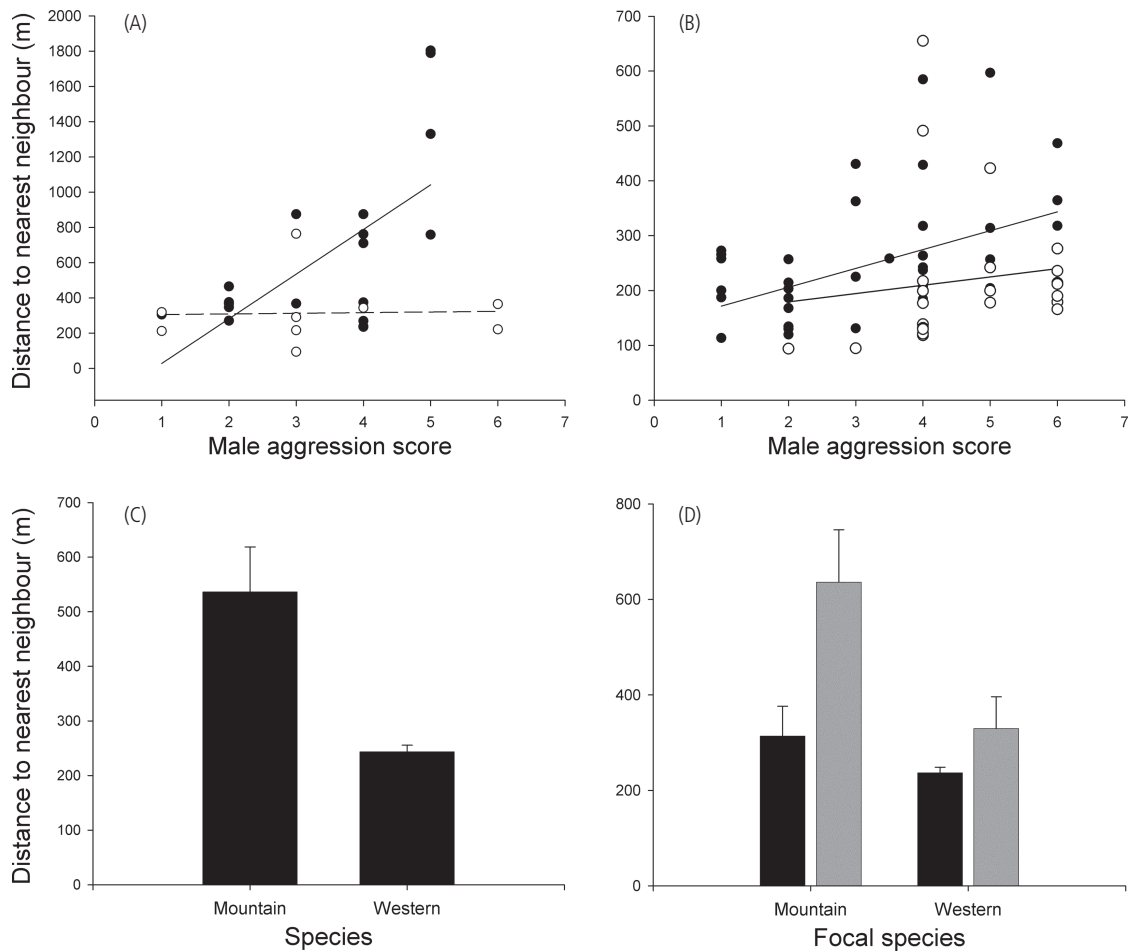 (A)
Distance to nearest neighbour (m)
2000
1800
1600
1400
1200
1000
800
600
400
200
0
0 1 2 3 4 5 6 7
Male aggression score
(B)
700
600
500
400
300
200
100
0
0 1 2 3 4 5 6 7
Male aggression score
(C)
Distance to nearest neighbour (m)
700
600
500
400
300
200
100
0
Mountain Western
Species
(D)
800
600
400
200
0
Mountain Western
Focal species